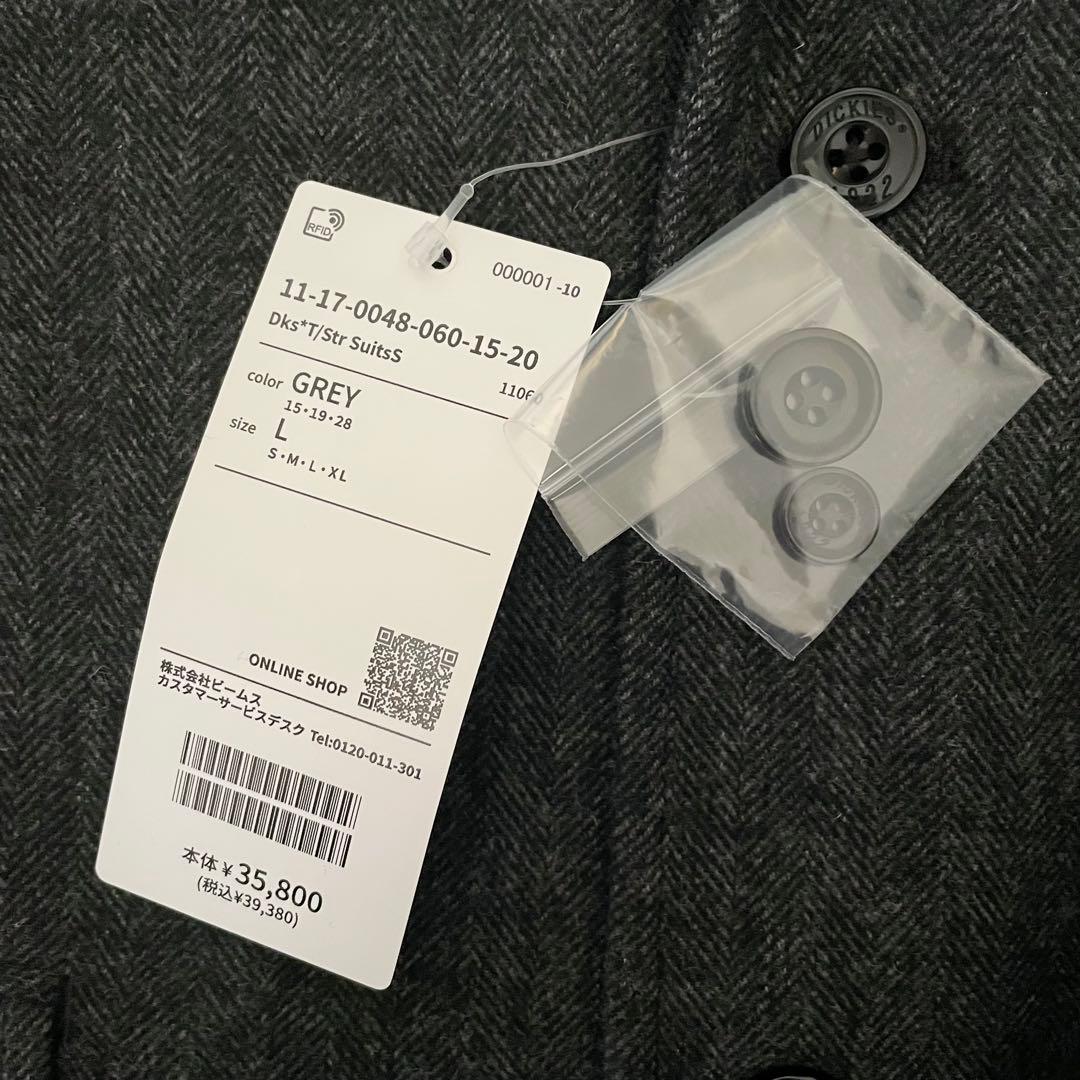 DICKIES®
1922
RFID
000001 -10
11-17-0048-060-15-20
Dks*T/Str SuitsS
1106
color GREY
15・19・28
size L
S・M・L・XL
ONLINE SHOP
株式会社ビームス
カスタマーサービスデスク Tel:0120-011-301
本体¥35,800
(税込¥39,380)